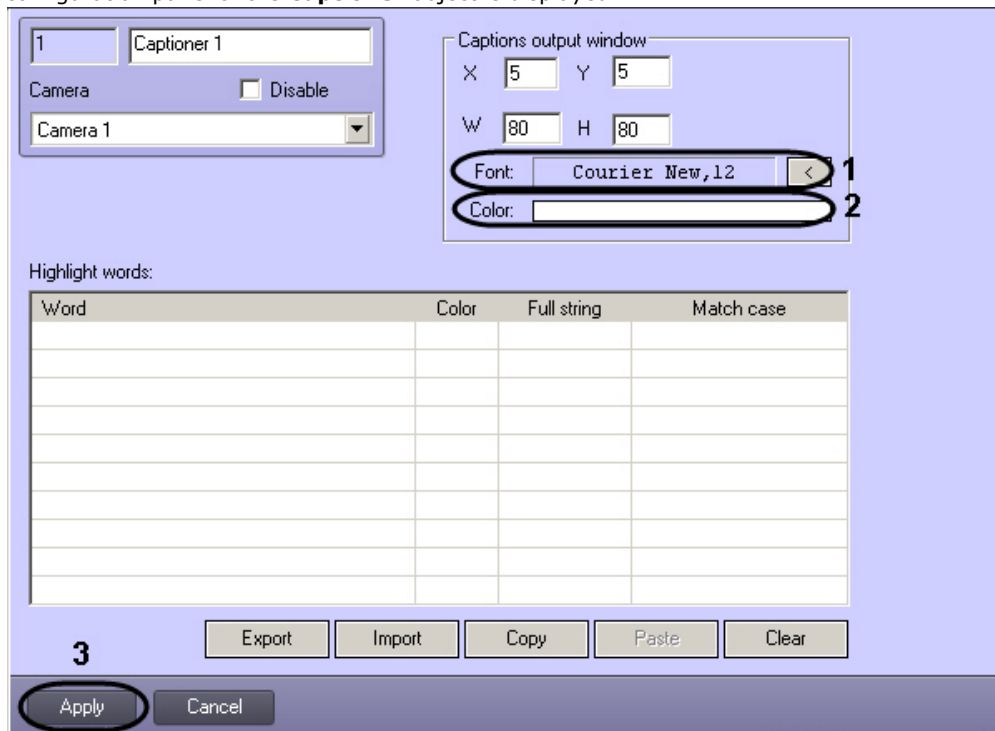 1 Captioner 1
Camera Disable
Camera 1
Captions output window
X 5 Y 5
W 80 H 80
Font: Courier New,12 < 1
Color: 2
Highlight words:
Word Color Full string Match case
Export Import Copy Paste Clear
3
Apply Cancel